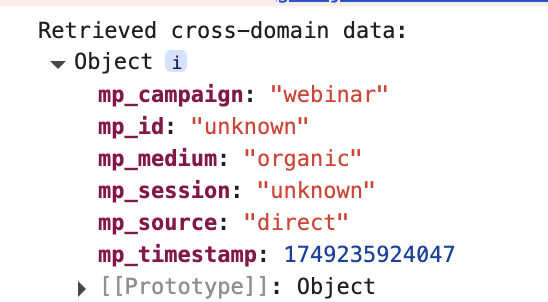 Retrieved cross-domain data:
Object i
mp_campaign: "webinar"
mp_id: "unknown"
mp_medium: "organic"
mp_session: "unknown"
mp_source: "direct"
mp_timestamp: 1749235924047
[[Prototype]]: Object